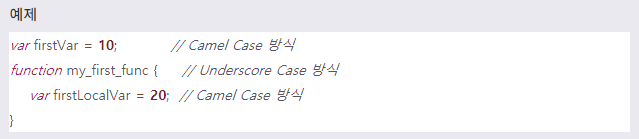 예제
var firstVar = 10; // Camel Case 방식
function my_first_func { // Underscore Case 방식
var firstLocalVar = 20; // Camel Case 방식
}